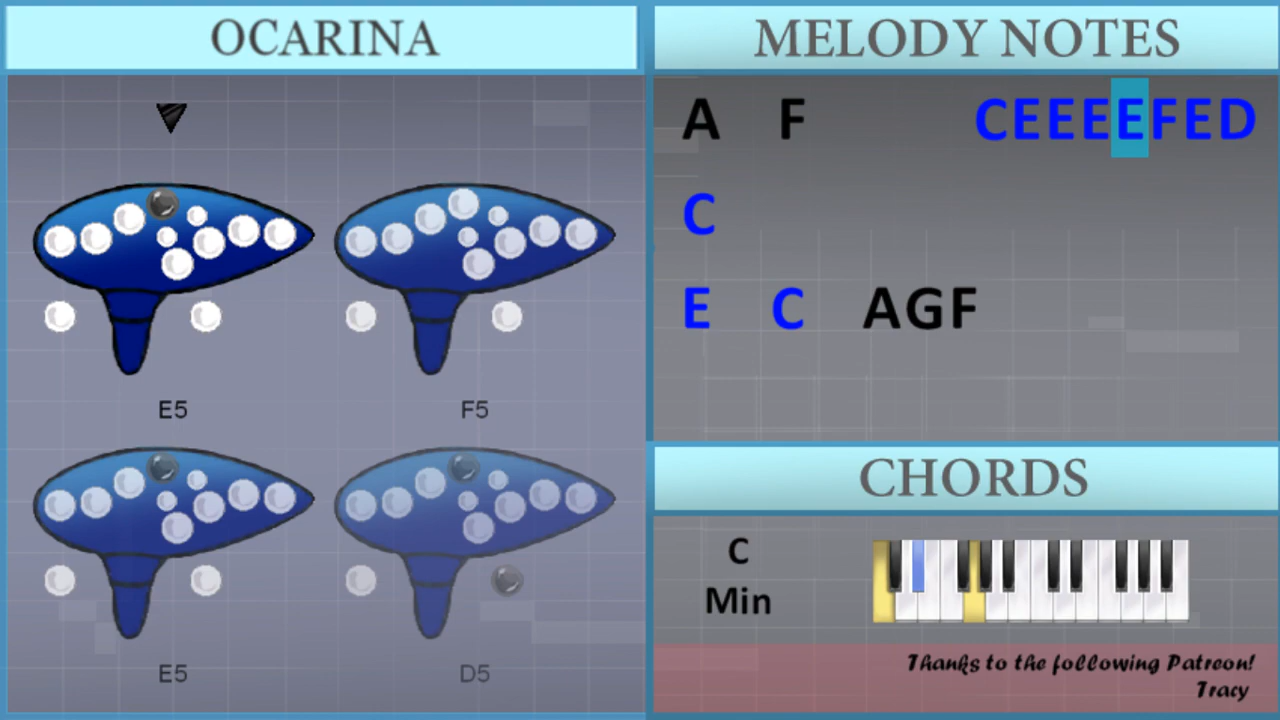 OCARINA
E5 F5
E5 D5
MELODY NOTES
A F CEEEEFED
C
E C AGF
CHORDS
C
Min
Thanks to the following Patreon!
Tracy